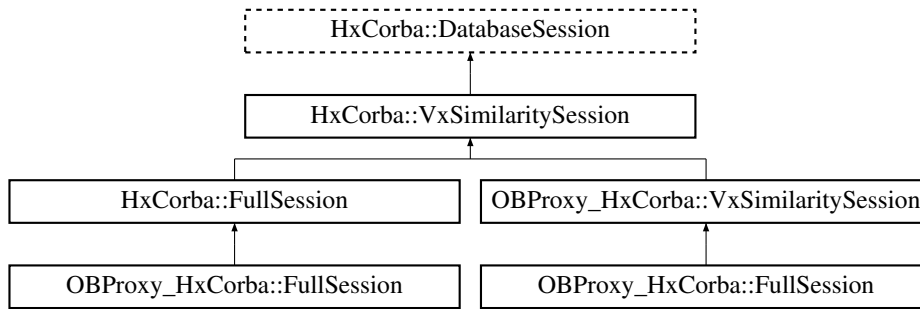 HxCorba::DatabaseSession
HxCorba::VxSimilaritySession
HxCorba::FullSession
OBProxy_HxCorba::VxSimilaritySession
OBProxy_HxCorba::FullSession
OBProxy_HxCorba::FullSession